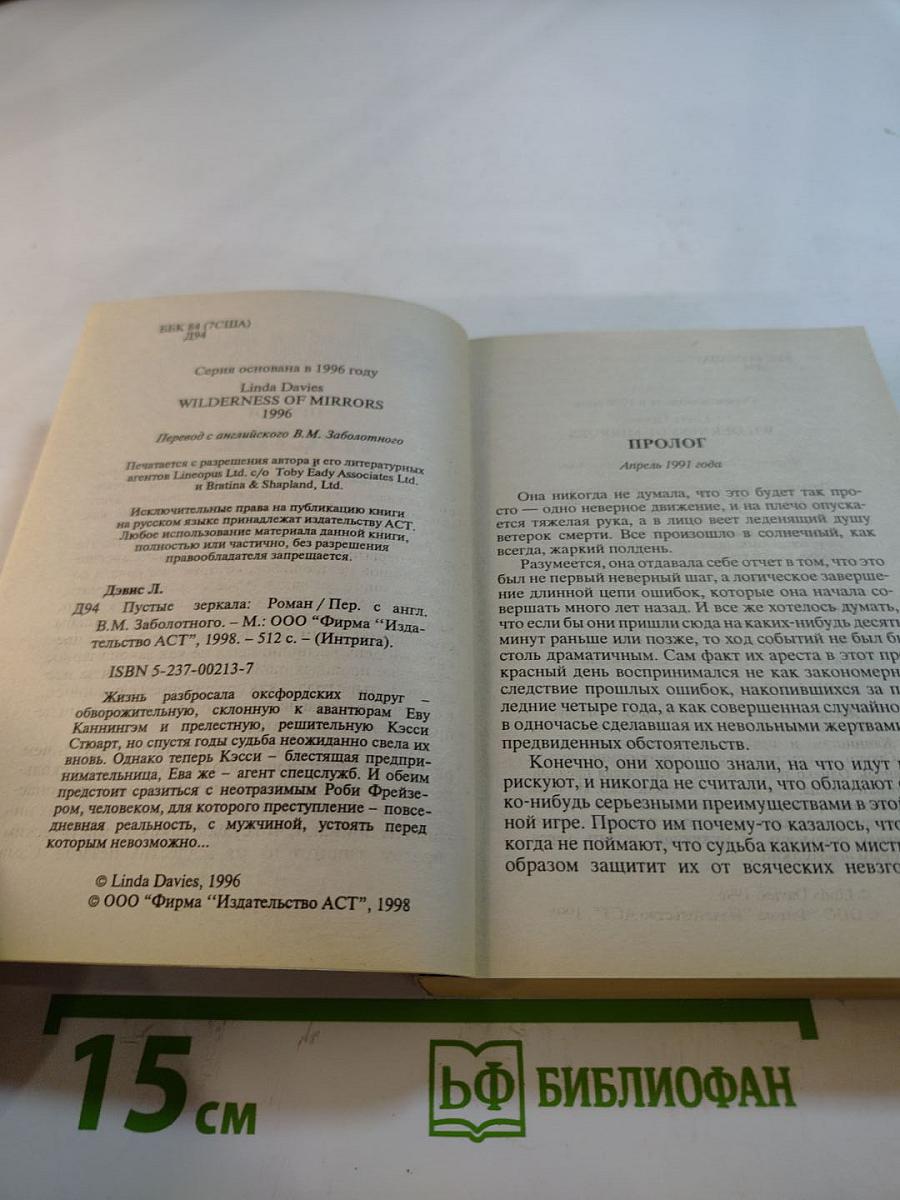 ББК 84 (7США)
Д94
Серия основана в 1996 году
Linda Davies
WILDERNESS OF MIRRORS
1996
Перевод с английского В.М. Заболотного
Печатается с разрешения автора и его литературных
агентов Lineopus Ltd. c/o Toby Eady Associates Ltd.
и Bratina & Shapland, Ltd.
Исключительные права на публикацию книги
на русском языке принадлежат издательству АСТ.
Любое использование материала данной книги,
полностью или частично, без разрешения
правообладателя запрещается.
Дэвис Л.
Д94 Пустые зеркала: Роман / Пер. с англ.
В.М. Заболотного. – М.: ООО “Фирма “Изда-
тельство АСТ”, 1998. – 512 с. – (Интрига).
ISBN 5-237-00213-7
Жизнь разбросала оксфордских подруг –
обворожительную, склонную к авантюрам Еву
Каннингэм и прелестную, решительную Кэсси
Стюарт, но спустя годы судьба неожиданно свела их
вновь. Однако теперь Кэсси – блестящая предпри-
нимательница, Ева же – агент спецслужб. И обеим
предстоит сразиться с неотразимым Роби Фрейзе-
ром, человеком, для которого преступление – повсе-
дневная реальность, с мужчиной, устоять перед
которым невозможно...
© Linda Davies, 1996
© ООО “Фирма “Издательство АСТ”, 1998
ПРОЛОГ
Апрель 1991 года
Она никогда не думала, что это будет так про-
сто — одно неверное движение, и на плечо опуска-
ется тяжелая рука, а в лицо веет леденящий душу
ветерок смерти. Все произошло в солнечный, как
всегда, жаркий полдень.
Разумеется, она отдавала себе отчет в том, что это
был не первый неверный шаг, а логическое заверше-
ние длинной цепи ошибок, которые она начала со-
вершать много лет назад. И все же хотелось думать,
что если бы они пришли сюда на каких-нибудь десять
минут раньше или позже, то ход событий не был бы
столь драматичным. Сам факт их ареста в этот пре
красный день воспринимался не как закономерн
следствие прошлых ошибок, накопившихся за п
ледние четыре года, а как совершенная случайно
в одночасье сделавшая их невольными жертвами
предвиденных обстоятельств.
Конечно, они хорошо знали, на что идут
рискуют, и никогда не считали, что обладают
ко-нибудь серьезными преимуществами в этой
ной игре. Просто им почему-то казалось, что
когда не поймают, что судьба каким-то мисти
образом защитит их от всяческих невзго
15 см
БФ БИБЛИОФАН